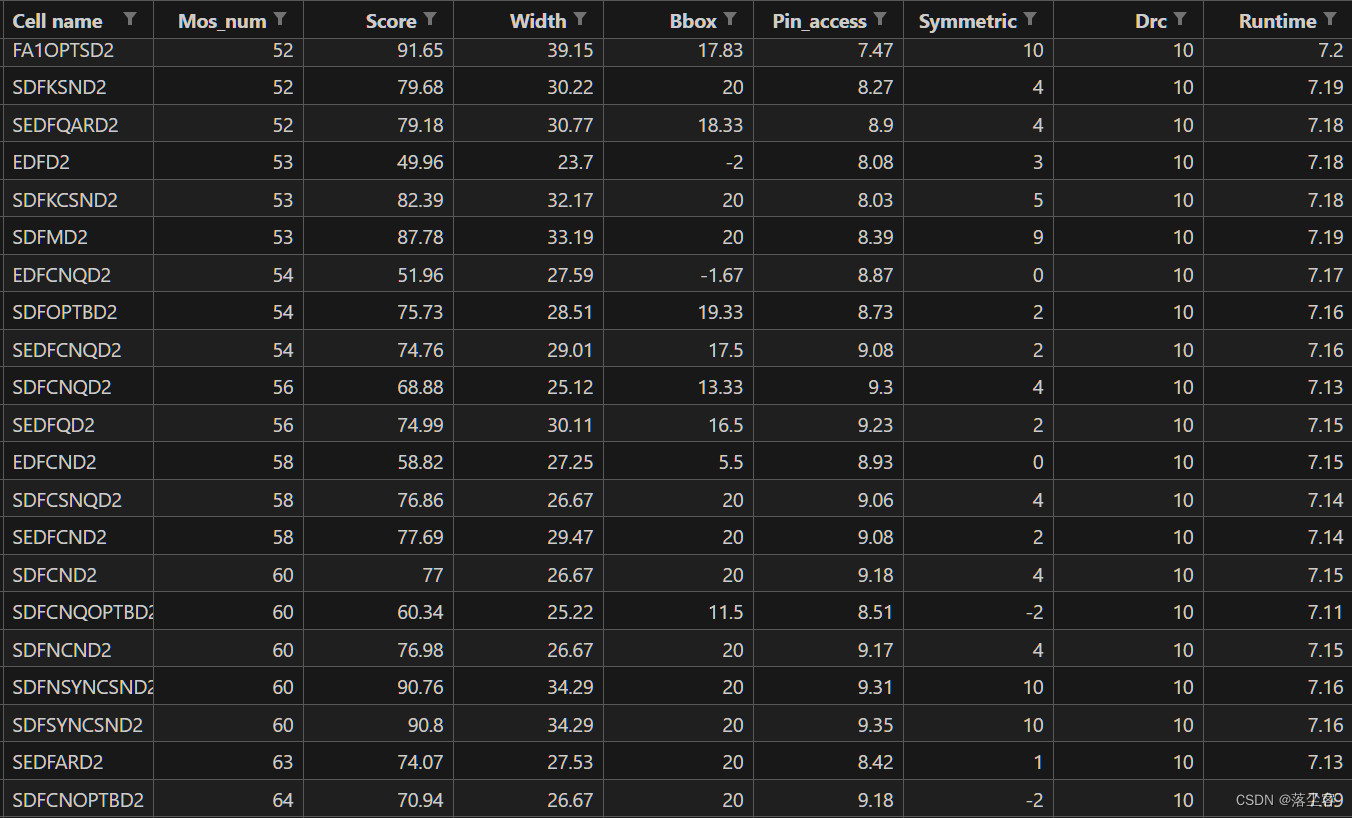 Cell name Mos_num Score Width Bbox Pin_access Symmetric Drc Runtime
FA1OPTSD2 52 91.65 39.15 17.83 7.47 10 10 7.2
SDFKSND2 52 79.68 30.22 20 8.27 4 10 7.19
SEDFQARD2 52 79.18 30.77 18.33 8.9 4 10 7.18
EDFD2 53 49.96 23.7 -2 8.08 3 10 7.18
SDFKCSND2 53 82.39 32.17 20 8.03 5 10 7.18
SDFMD2 53 87.78 33.19 20 8.39 9 10 7.19
EDFCNQD2 54 51.96 27.59 -1.67 8.87 0 10 7.17
SDFOPTBD2 54 75.73 28.51 19.33 8.73 2 10 7.16
SEDFCNQD2 54 74.76 29.01 17.5 9.08 2 10 7.16
SDFCNQD2 56 68.88 25.12 13.33 9.3 4 10 7.13
SEDFQD2 56 74.99 30.11 16.5 9.23 2 10 7.15
EDFCND2 58 58.82 27.25 5.5 8.93 0 10 7.15
SDFCSNQD2 58 76.86 26.67 20 9.06 4 10 7.14
SEDFCND2 58 77.69 29.47 20 9.08 2 10 7.14
SDFCND2 60 77 26.67 20 9.18 4 10 7.15
SDFCNQOPTBD2 60 60.34 25.22 11.5 8.51 -2 10 7.11
SDFNCND2 60 76.98 26.67 20 9.17 4 10 7.15
SDFNSYNCSND2 60 90.76 34.29 20 9.31 10 10 7.16
SDFSYNCSND2 60 90.8 34.29 20 9.35 10 10 7.16
SEDFARD2 63 74.07 27.53 20 8.42 1 10 7.13
SDFCNOPTBD2 64 70.94 26.67 20 9.18 -2 10
CSDN @落尘客